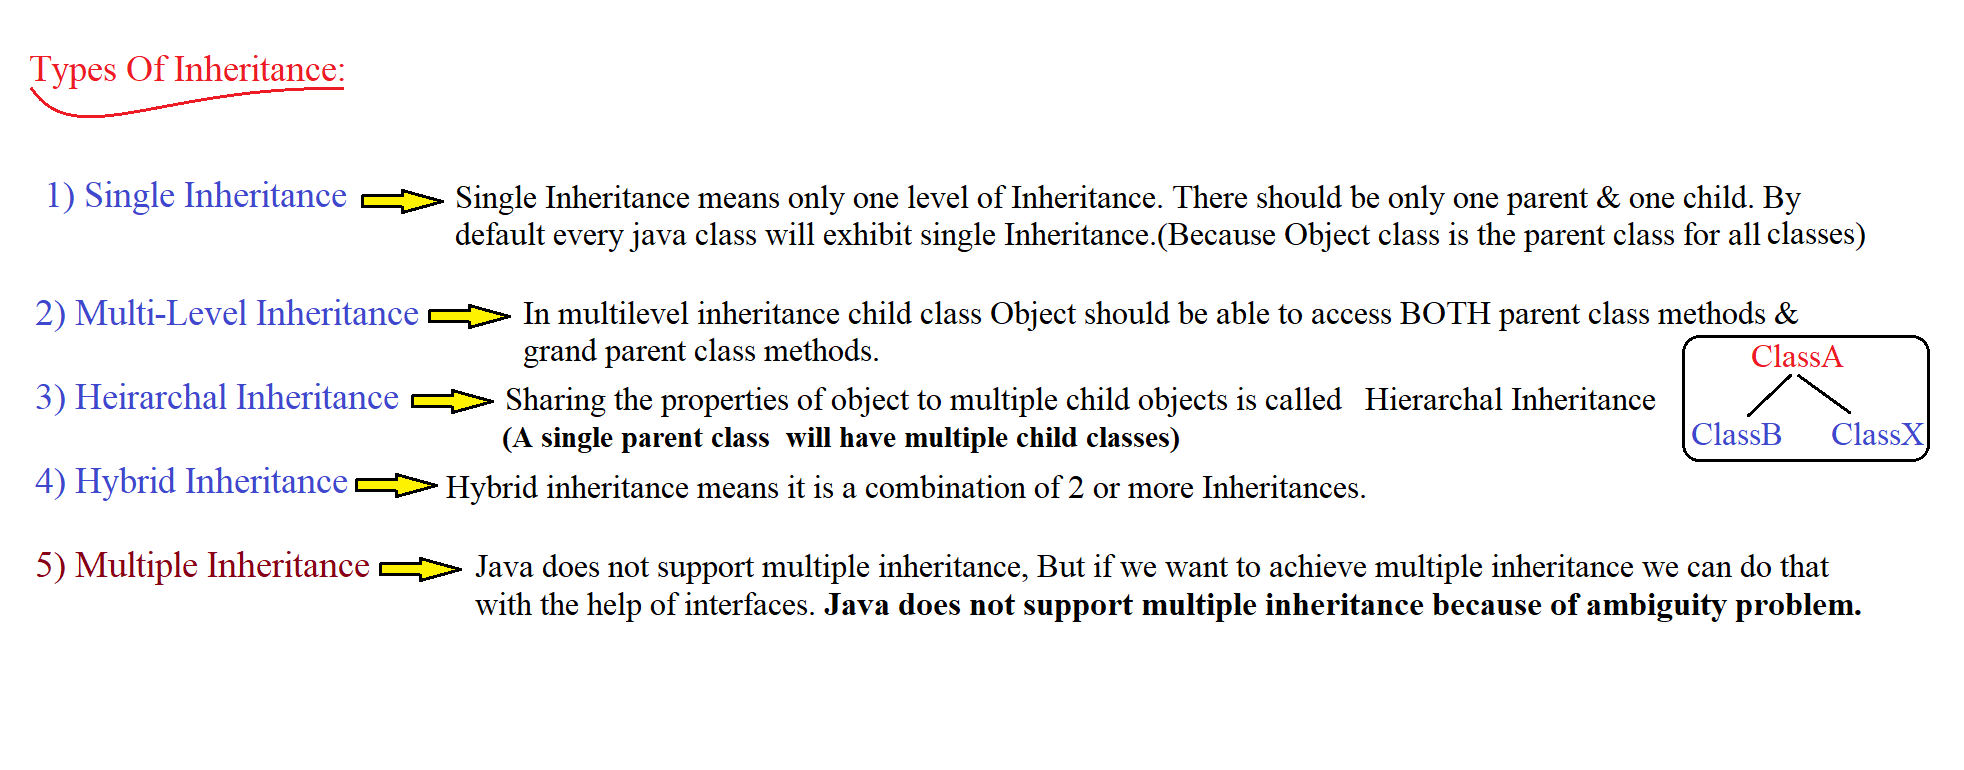 Types Of Inheritance:
1) Single Inheritance Single Inheritance means only one level of Inheritance. There should be only one parent & one child. By
default every java class will exhibit single Inheritance.(Because Object class is the parent class for all classes)
2) Multi-Level Inheritance In multilevel inheritance child class Object should be able to access BOTH parent class methods &
grand parent class methods.
3) Heirarchal Inheritance Sharing the properties of object to multiple child objects is called Hierarchal Inheritance
(A single parent class will have multiple child classes)
ClassA
ClassB ClassX
4) Hybrid Inheritance Hybrid inheritance means it is a combination of 2 or more Inheritances.
5) Multiple Inheritance Java does not support multiple inheritance, But if we want to achieve multiple inheritance we can do that
with the help of interfaces. Java does not support multiple inheritance because of ambiguity problem.